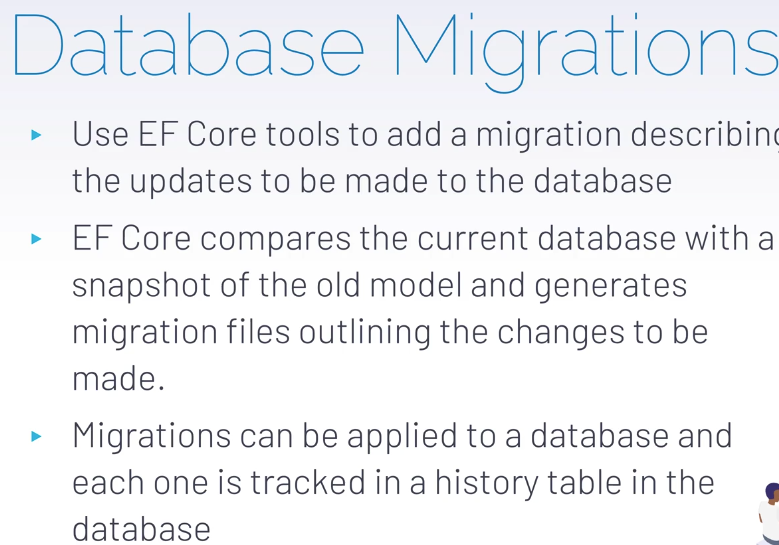 Database Migrations
Use EF Core tools to add a migration describing
the updates to be made to the database
EF Core compares the current database with a
snapshot of the old model and generates
migration files outlining the changes to be
made.
Migrations can be applied to a database and
each one is tracked in a history table in the
database